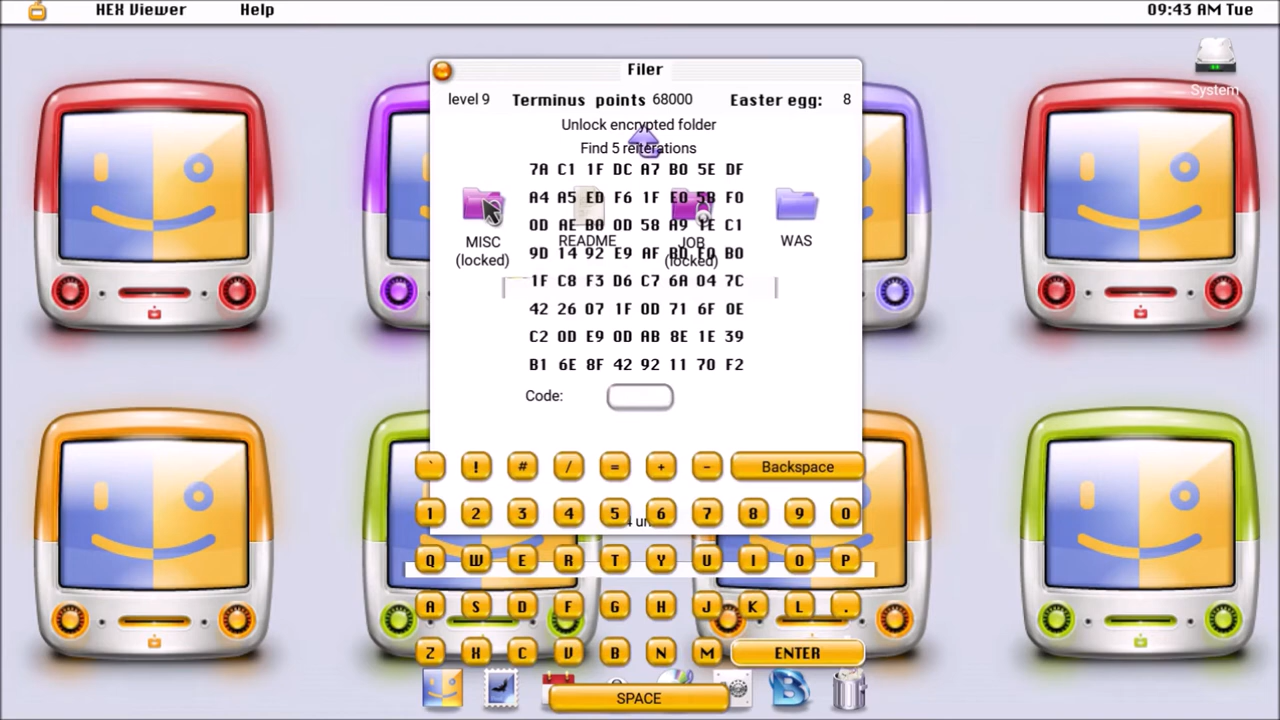 HEX Viewer Help 09:43 AM Tue
Filer
System
level 9 Terminus points 68000 Easter egg: 8
Unlock encrypted folder
Find 5 reiterations
7A C1 1F DC A7 B0 5E DF
A4 A5 ED F6 1F E0 5B F0
0D AE B0 0D 58 A9 1E C1
MISC README JOB WAS
(locked) (locked)
9D 14 92 E9 AF F0 B0
1F C8 F3 D6 C7 6A 04 7C
42 26 07 1F 0D 71 6F 0E
C2 0D E9 0D AB 8E 1E 39
B1 6E 8F 42 92 11 70 F2
Code:
` ! # / = + - Backspace
1 2 3 4 5 6 7 8 9 0
Q W E R T Y U I O P
A S D F G H J K L .
Z X C V B N M ENTER
SPACE